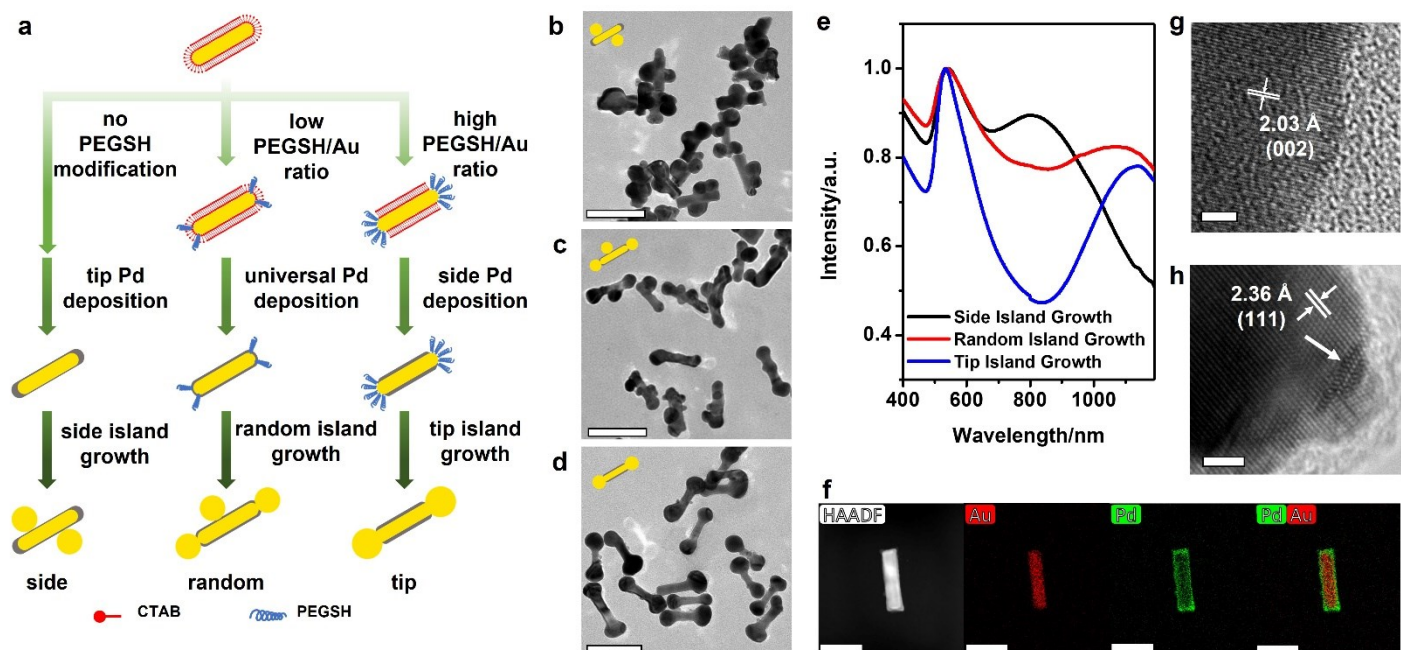 a
no
PEGSH
modification
low
PEGSH/Au
ratio
high
PEGSH/Au
ratio
tip Pd
deposition
universal Pd
deposition
side Pd
deposition
side island
growth
random island
growth
tip island
growth
side
random
tip
CTAB
PEGSH
b
c
d
e
Intensity/a.u.
1.0
0.8
0.6
0.4
Side Island Growth
Random Island Growth
Tip Island Growth
400 600 800 1000
Wavelength/nm
f
HAADF
Au
Pd
Pd Au
g
2.03 Å
(002)
h
2.36 Å
(111)